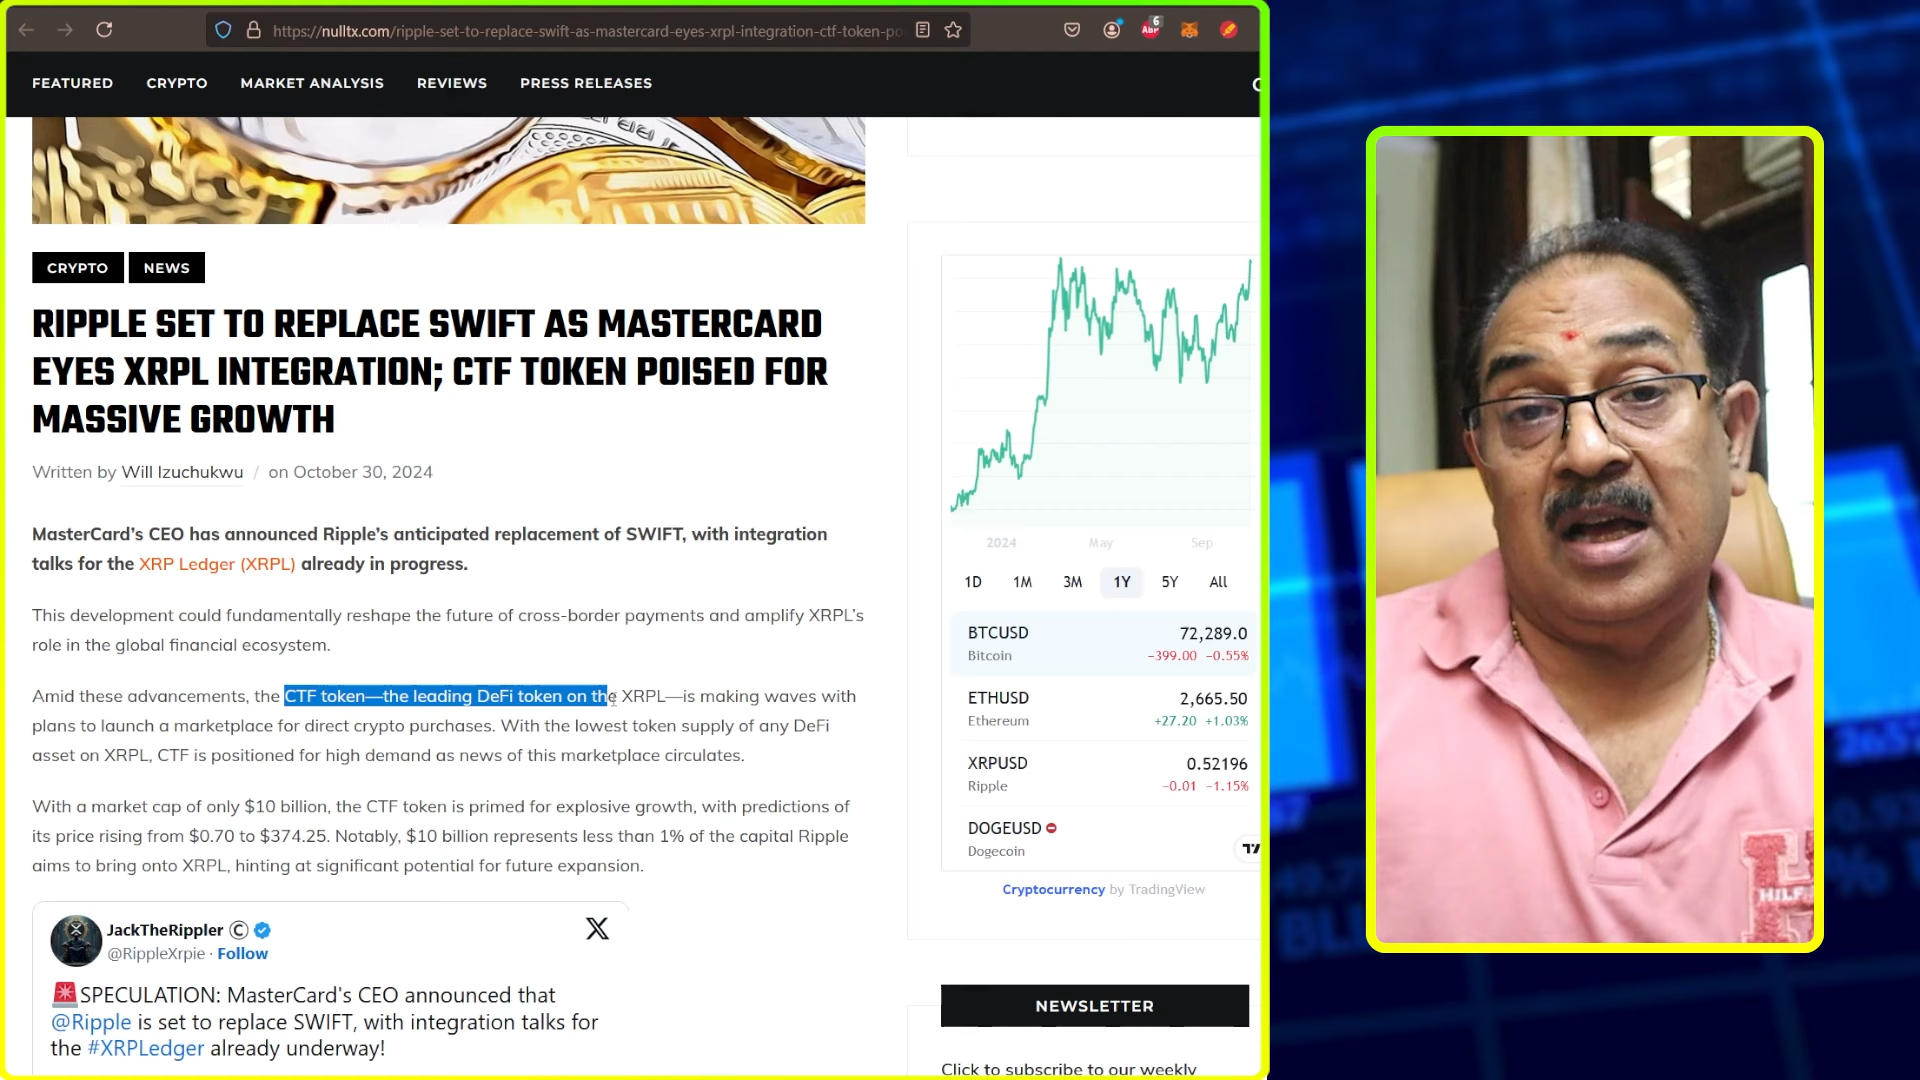 https://nulltx.com/ripple-set-to-replace-swift-as-mastercard-eyes-xrpl-integration-ctf-token-po
6
ABP
FEATURED CRYPTO MARKET ANALYSIS REVIEWS PRESS RELEASES
CRYPTO NEWS
RIPPLE SET TO REPLACE SWIFT AS MASTERCARD
EYES XRPL INTEGRATION; CTF TOKEN POISED FOR
MASSIVE GROWTH
Written by Will Izuchukwu / on October 30, 2024
MasterCard’s CEO has announced Ripple’s anticipated replacement of SWIFT, with integration
talks for the XRP Ledger (XRPL) already in progress.
This development could fundamentally reshape the future of cross-border payments and amplify XRPL’s
role in the global financial ecosystem.
Amid these advancements, the CTF token—the leading DeFi token on the XRPL—is making waves with
plans to launch a marketplace for direct crypto purchases. With the lowest token supply of any DeFi
asset on XRPL, CTF is positioned for high demand as news of this marketplace circulates.
With a market cap of only $10 billion, the CTF token is primed for explosive growth, with predictions of
its price rising from $0.70 to $374.25. Notably, $10 billion represents less than 1% of the capital Ripple
aims to bring onto XRPL, hinting at significant potential for future expansion.
JackTheRippler ©
@RippleXrpie · Follow
SPECULATION: MasterCard's CEO announced that
@Ripple is set to replace SWIFT, with integration talks for
the #XRPLedger already underway!
2024 May Sep
1D 1M 3M 1Y 5Y All
BTCUSD 72,289.0
Bitcoin −399.00 −0.55%
ETHUSD 2,665.50
Ethereum +27.20 +1.03%
XRPUSD 0.52196
Ripple −0.01 −1.15%
DOGEUSD
Dogecoin
Cryptocurrency by TradingView
NEWSLETTER
Click to subscribe to our weekly
H
HILF